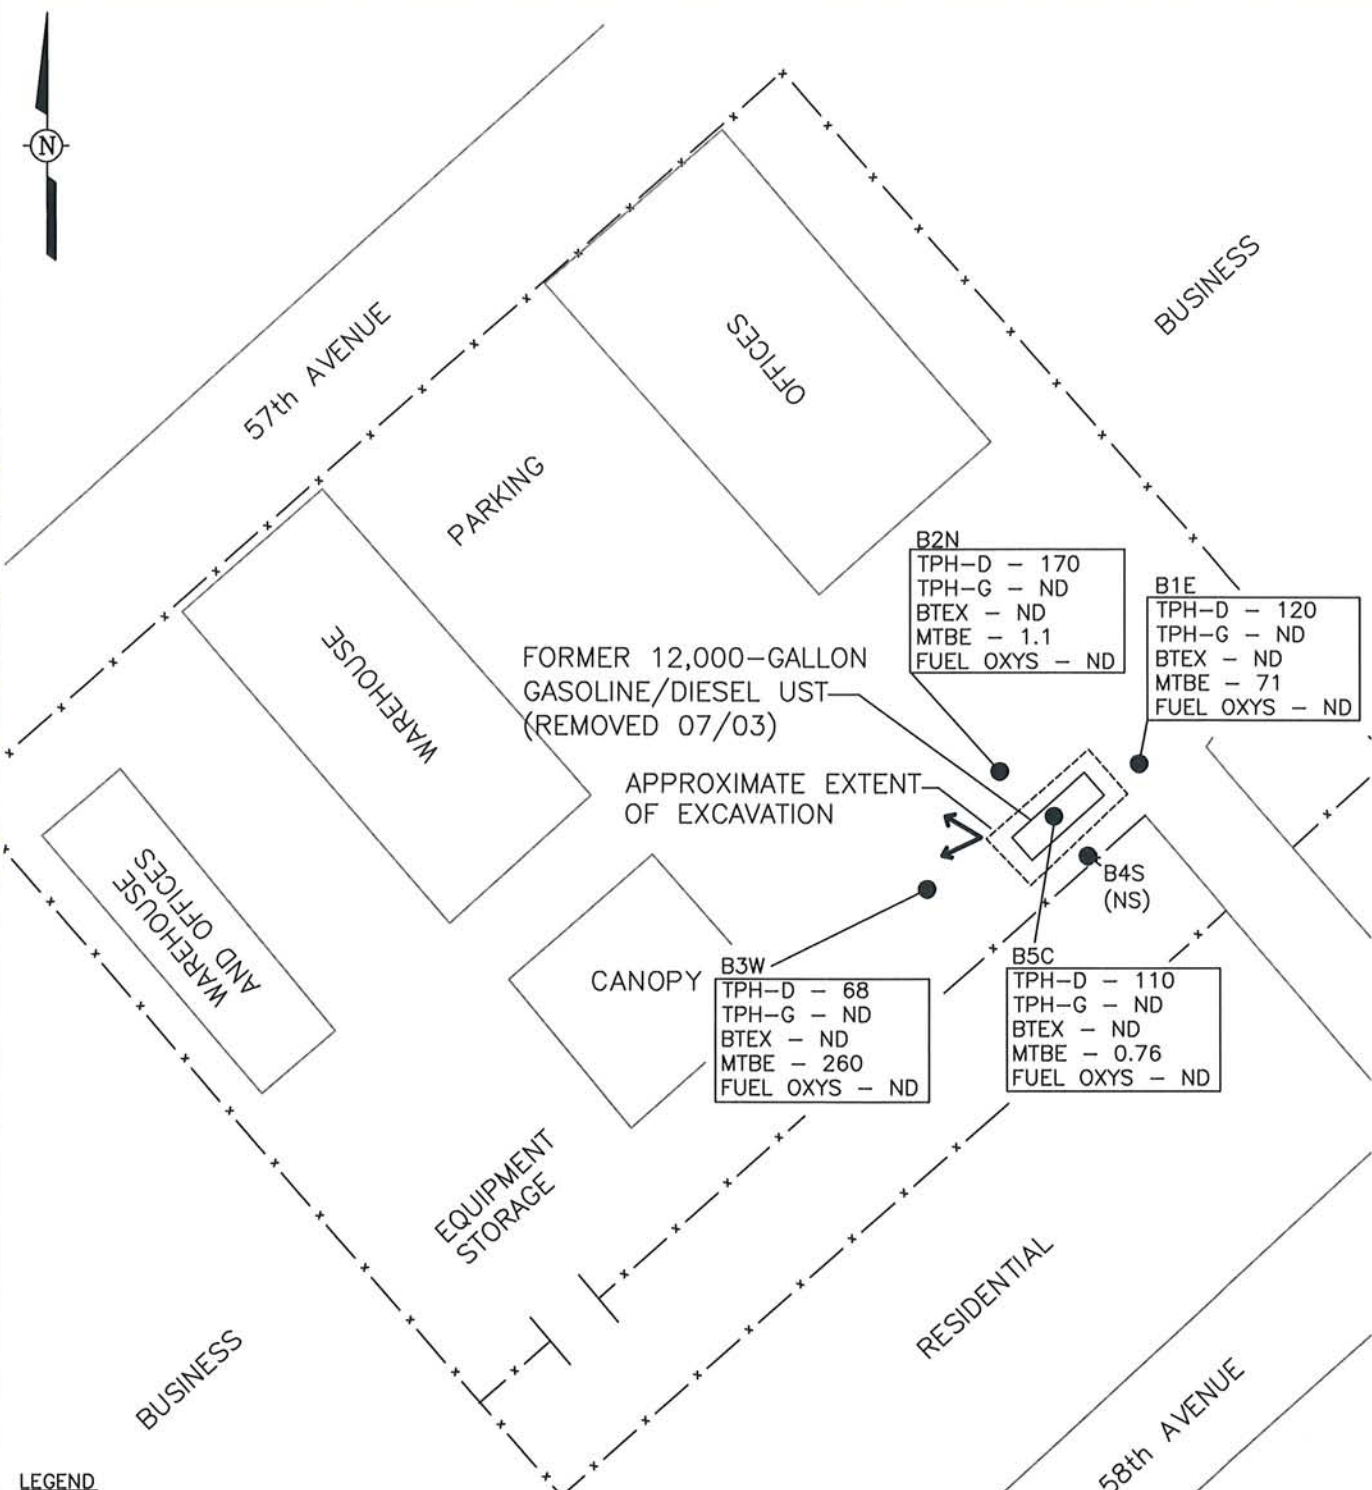 N
57th AVENUE
OFFICES
BUSINESS
PARKING
WAREHOUSE
B2N
TPH-D - 170
TPH-G - ND
BTEX - ND
MTBE - 1.1
FUEL OXYS - ND
B1E
TPH-D - 120
TPH-G - ND
BTEX - ND
MTBE - 71
FUEL OXYS - ND
FORMER 12,000-GALLON
GASOLINE/DIESEL UST
(REMOVED 07/03)
APPROXIMATE EXTENT
OF EXCAVATION
WAREHOUSE
AND OFFICES
B4S
(NS)
CANOPY
B3W
TPH-D - 68
TPH-G - ND
BTEX - ND
MTBE - 260
FUEL OXYS - ND
B5C
TPH-D - 110
TPH-G - ND
BTEX - ND
MTBE - 0.76
FUEL OXYS - ND
EQUIPMENT
STORAGE
RESIDENTIAL
BUSINESS
58th AVENUE
LEGEND